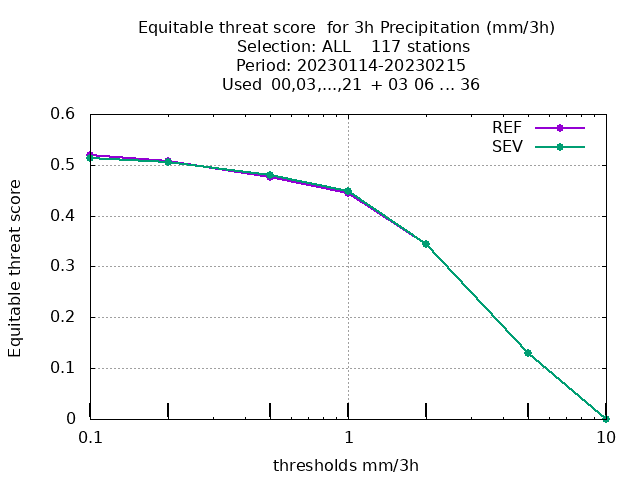 Equitable threat score  for 3h Precipitation (mm/3h)
Selection: ALL    117 stations
Period: 20230114-20230215
Used  00,03,...,21  + 03 06 ... 36
REF
SEV
0.6
0.5
0.4
0.3
0.2
0.1
0
Equitable threat score
0.1 1 10
thresholds mm/3h